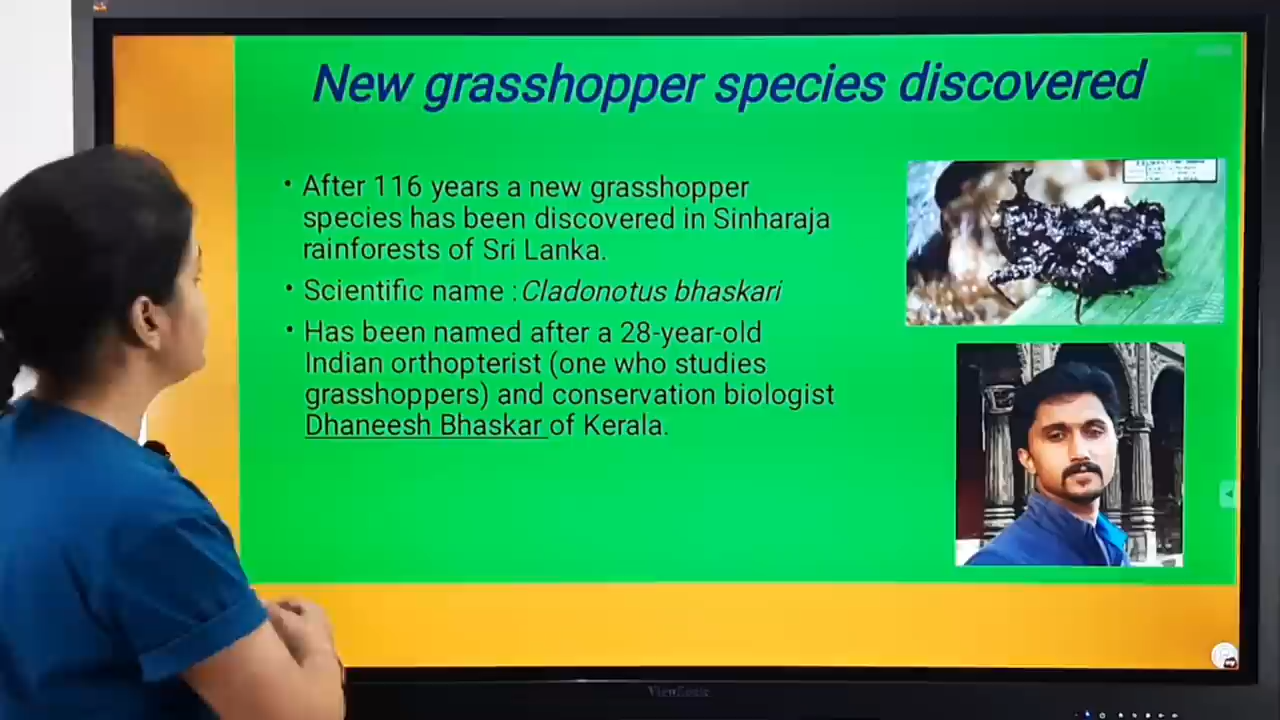 New grasshopper species discovered
• After 116 years a new grasshopper
species has been discovered in Sinharaja
rainforests of Sri Lanka.
• Scientific name : Cladonotus bhaskari
• Has been named after a 28-year-old
Indian orthopterist (one who studies
grasshoppers) and conservation biologist
Dhaneesh Bhaskar of Kerala.
ViewSonic